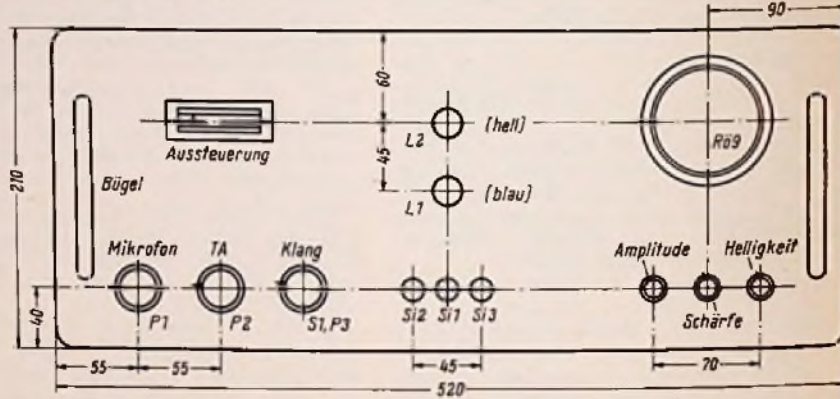 90
60
L2 (hell)
Rö9
Aussteuerung
45
210
Bügel
L1 (blau)
Mikrofon TA Klang
Amplitude Helligkeit
40
P1 P2 S1, P3
Si2 Si1 Si3
Schärfe
55 55 45 70
520